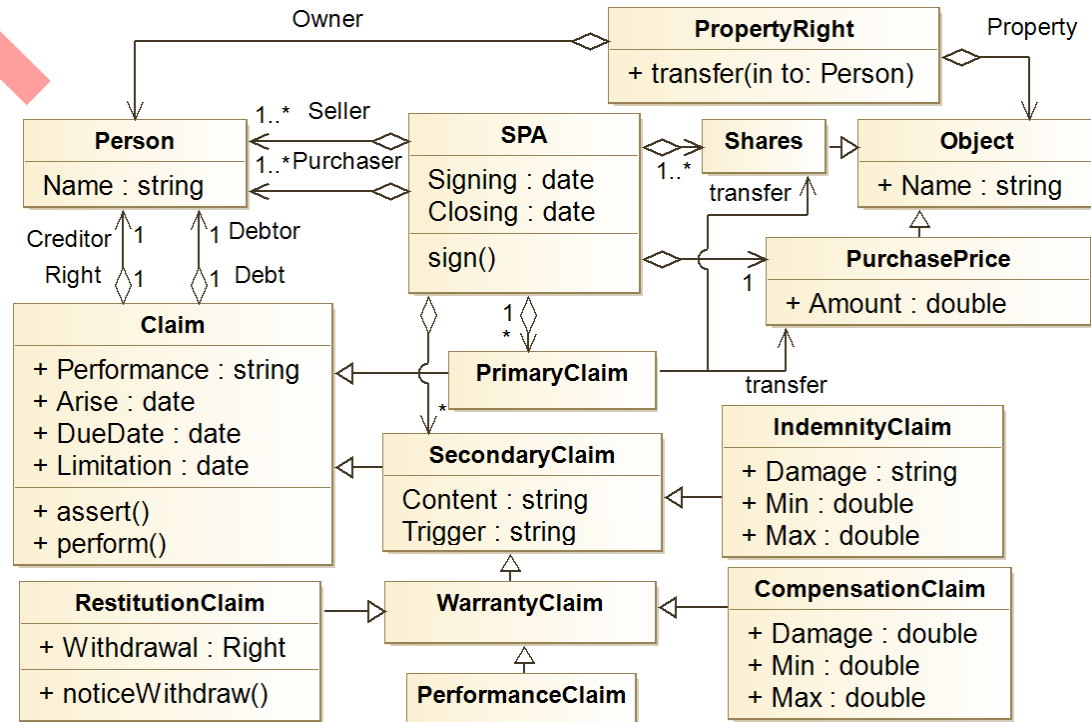 Owner
PropertyRight
+ transfer(in to: Person)
Property
Person
Name : string
1..* Seller
1..* Purchaser
SPA
Signing : date
Closing : date
sign()
1..*
Shares
transfer
Object
+ Name : string
PurchasePrice
+ Amount : double
1
Creditor 1
Right 1
1 Debtor
1 Debt
Claim
+ Performance : string
+ Arise : date
+ DueDate : date
+ Limitation : date
+ assert()
+ perform()
1
*
PrimaryClaim
transfer
*
SecondaryClaim
Content : string
Trigger : string
IndemnityClaim
+ Damage : string
+ Min : double
+ Max : double
RestitutionClaim
+ Withdrawal : Right
+ noticeWithdraw()
WarrantyClaim
CompensationClaim
+ Damage : double
+ Min : double
+ Max : double
PerformanceClaim